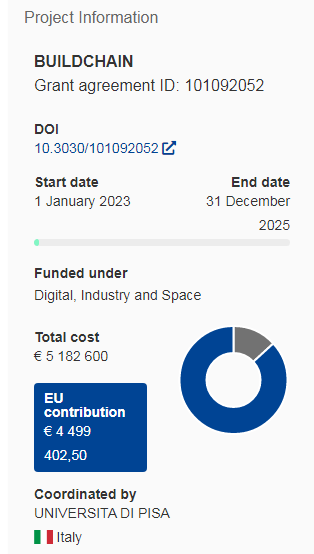 Project Information
BUILDCHAIN
Grant agreement ID: 101092052
DOI
10.3030/101092052
Start date
1 January 2023
End date
31 December
2025
Funded under
Digital, Industry and Space
Total cost
€ 5 182 600
EU
contribution
€ 4 499
402,50
Coordinated by
UNIVERSITA DI PISA
Italy